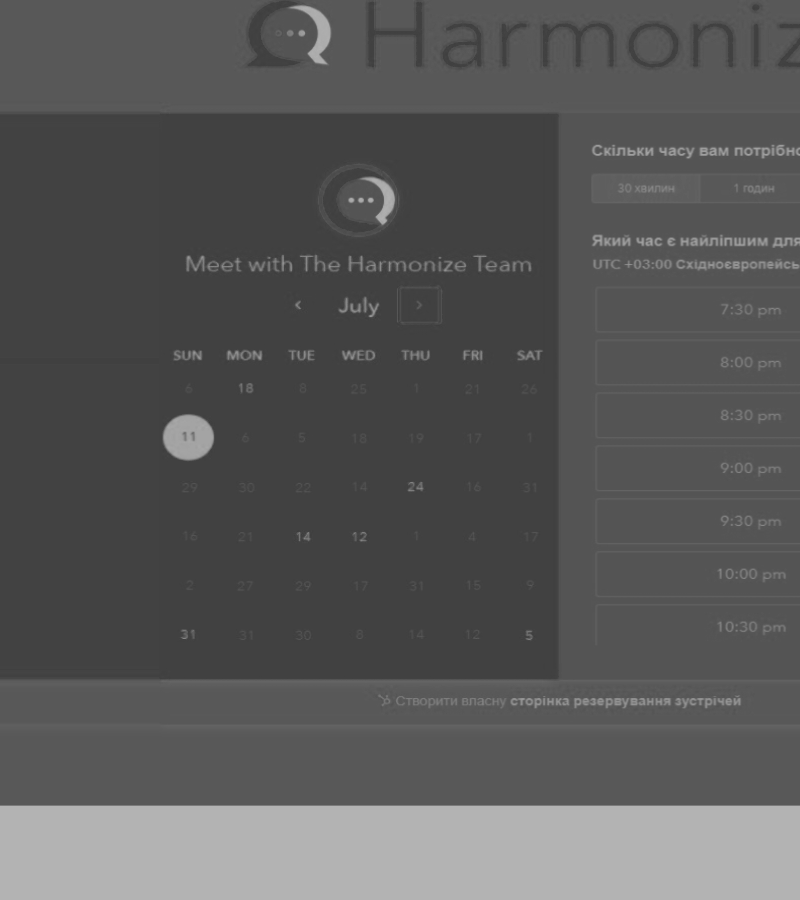 Harmoniz
Meet with The Harmonize Team
July
SUN MON TUE WED THU FRI SAT
6 18 8 25 1 21 26
11 6 5 18 19 17 1
29 30 22 14 24 16 31
16 21 14 12 1 4 17
2 27 29 17 31 15 9
31 31 30 8 14 12 5
Скільки часу вам потрібно
30 хвилин 1 годин
Який час є найліпшим для
UTC +03:00 Східноєвропейсь
7:30 pm
8:00 pm
8:30 pm
9:00 pm
9:30 pm
10:00 pm
10:30 pm
Створити власну сторінка резервування зустрічей